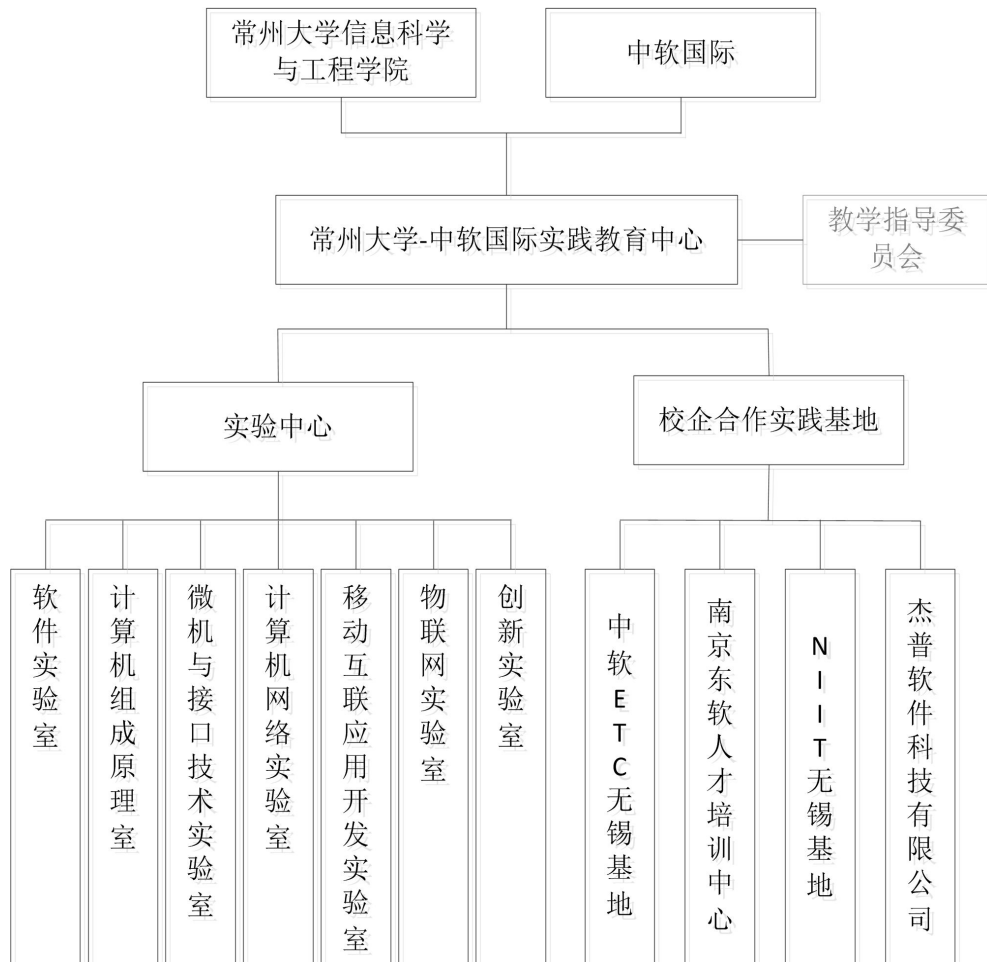 常州大学信息科学
与工程学院
中软国际
常州大学-中软国际实践教育中心
教学指导委
员会
实验中心
校企合作实践基地
软件实验室
计算机组成原理室
微机与接口技术实验室
计算机网络实验室
移动互联应用开发实验室
物联网实验室
创新实验室
中软ETC无锡基地
南京东软人才培训中心
NIIT无锡基地
杰普软件科技有限公司